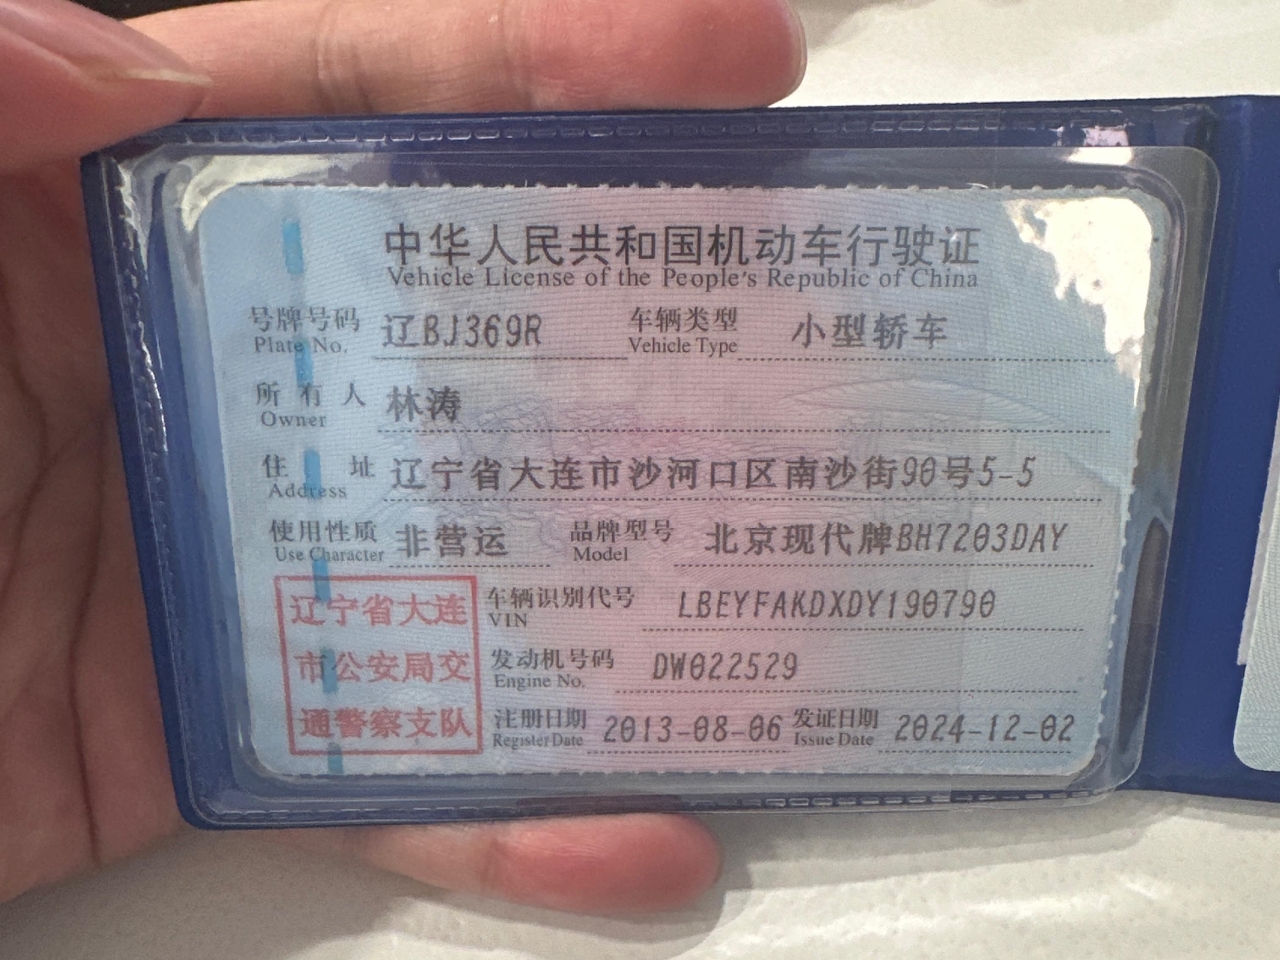 中华人民共和国机动车行驶证
Vehicle License of the People's Republic of China
号牌号码 辽BJ369R 车辆类型 小型轿车
Plate No. Vehicle Type
所有人 林涛
Owner
住址 辽宁省大连市沙河口区南沙街90号5-5
Address
使用性质 非营运 品牌型号 北京现代牌BH7203DAY
Use Character Model
辽宁省大连
市公安局交
通警察支队
车辆识别代号 LBEYFAKDXDY190790
VIN
发动机号码 DW022529
Engine No.
注册日期 2013-08-06 发证日期 2024-12-02
Register Date Issue Date